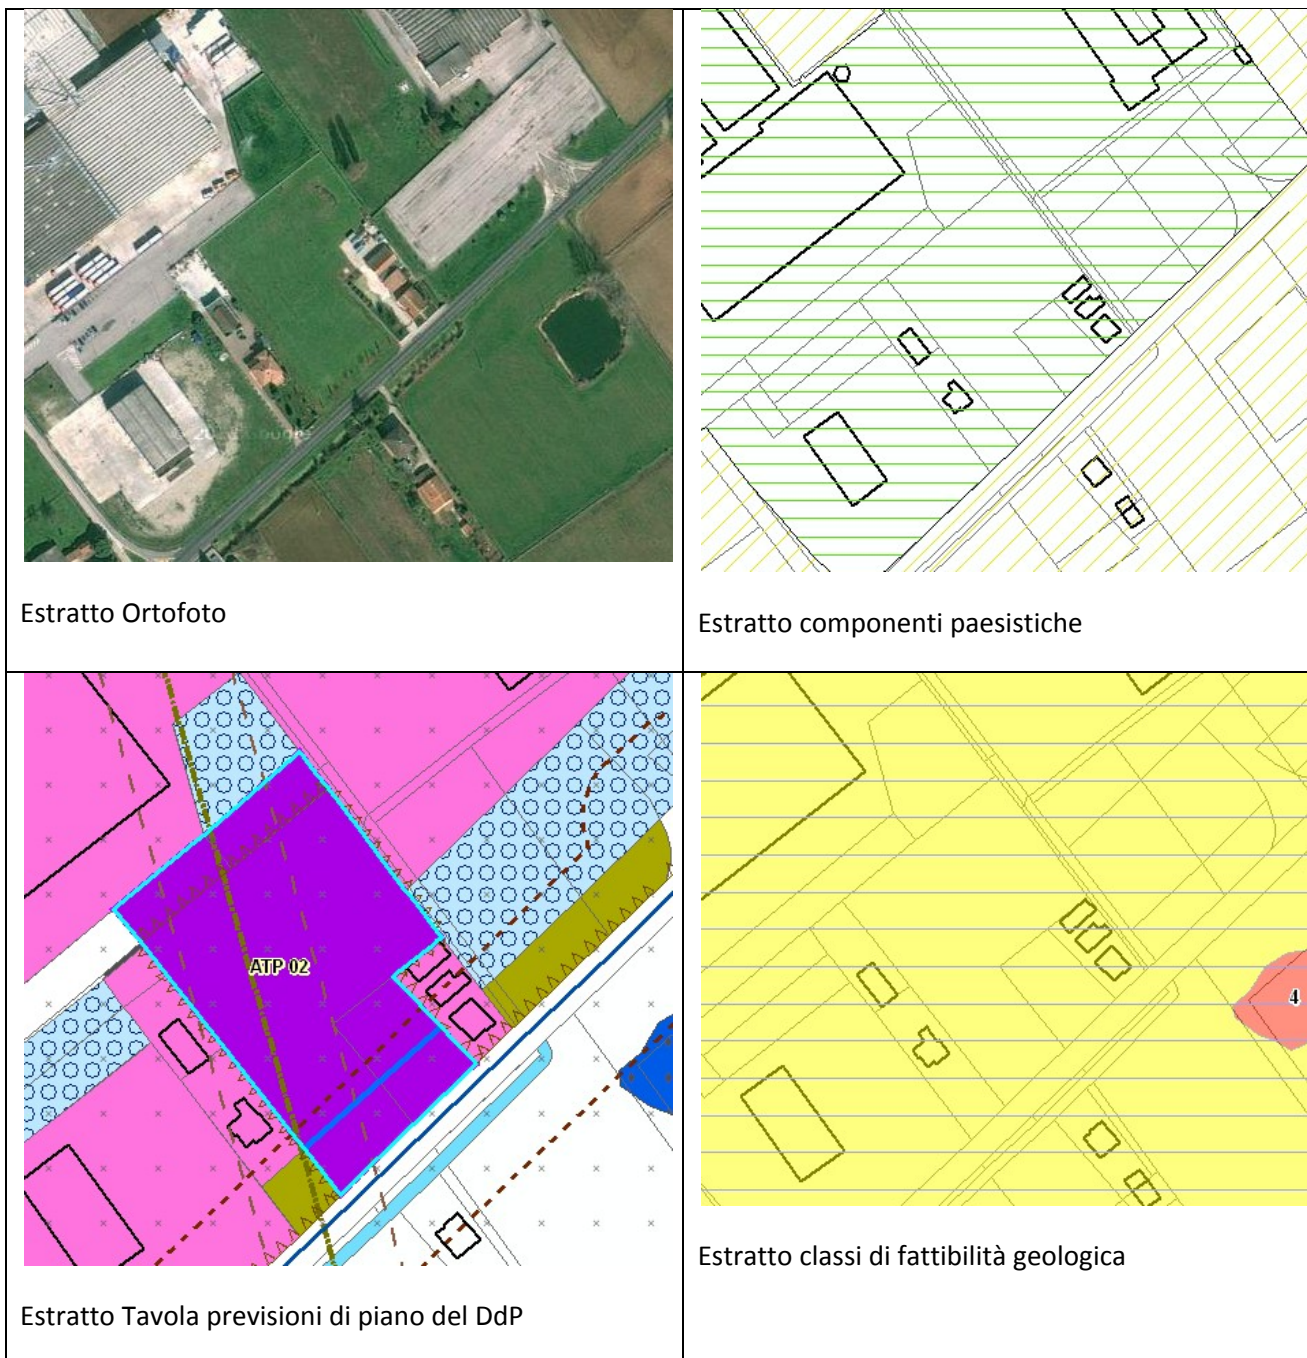 Estratto Ortofoto
Estratto componenti paesistiche
ATP 02
4
Estratto Tavola previsioni di piano del DdP
Estratto classi di fattibilità geologica